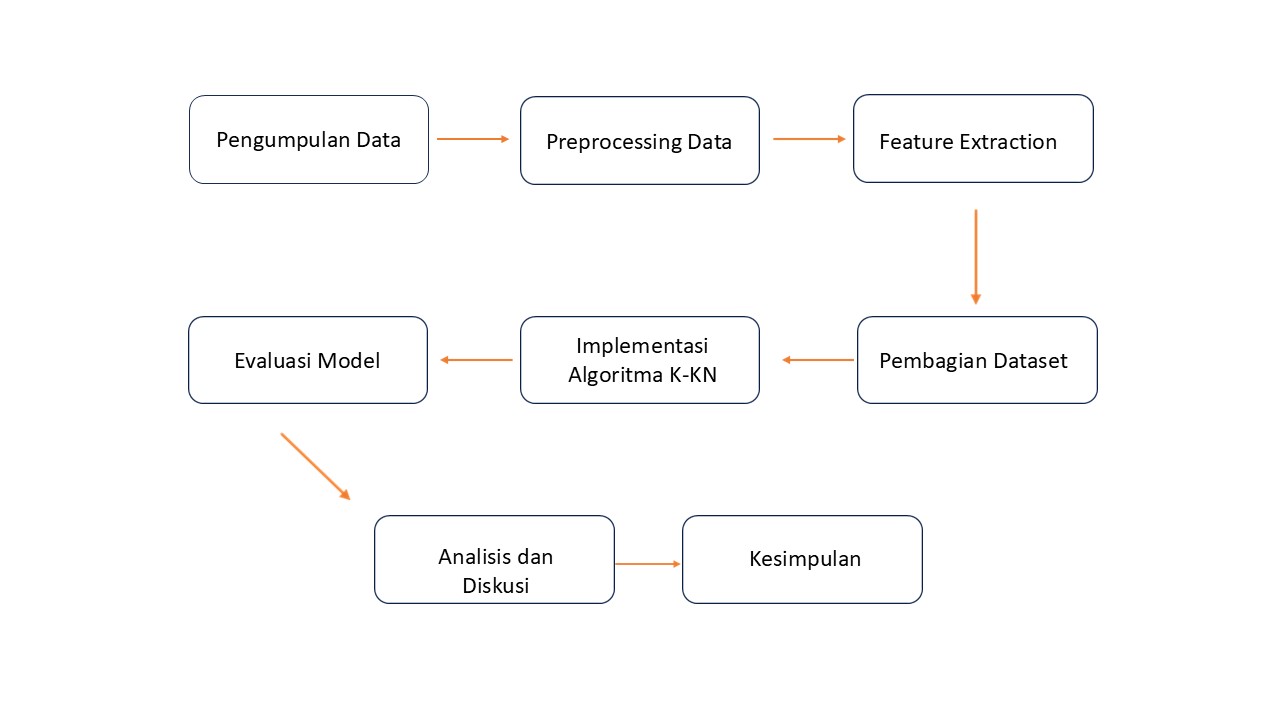 Pengumpulan Data
Preprocessing Data
Feature Extraction
Pembagian Dataset
Implementasi
Algoritma K-KN
Evaluasi Model
Analisis dan
Diskusi
Kesimpulan